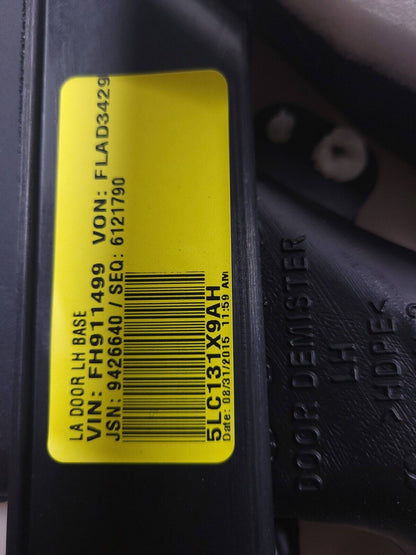 LA DOOR LH BASE
VIN: FH911499 VON: FLAD3429
JSN: 9426640 / SEQ: 6121790
5LC131X9AH
Date: 08/31/2015 11:59 AM
DOOR DEMISTER
LH
>HDPE<